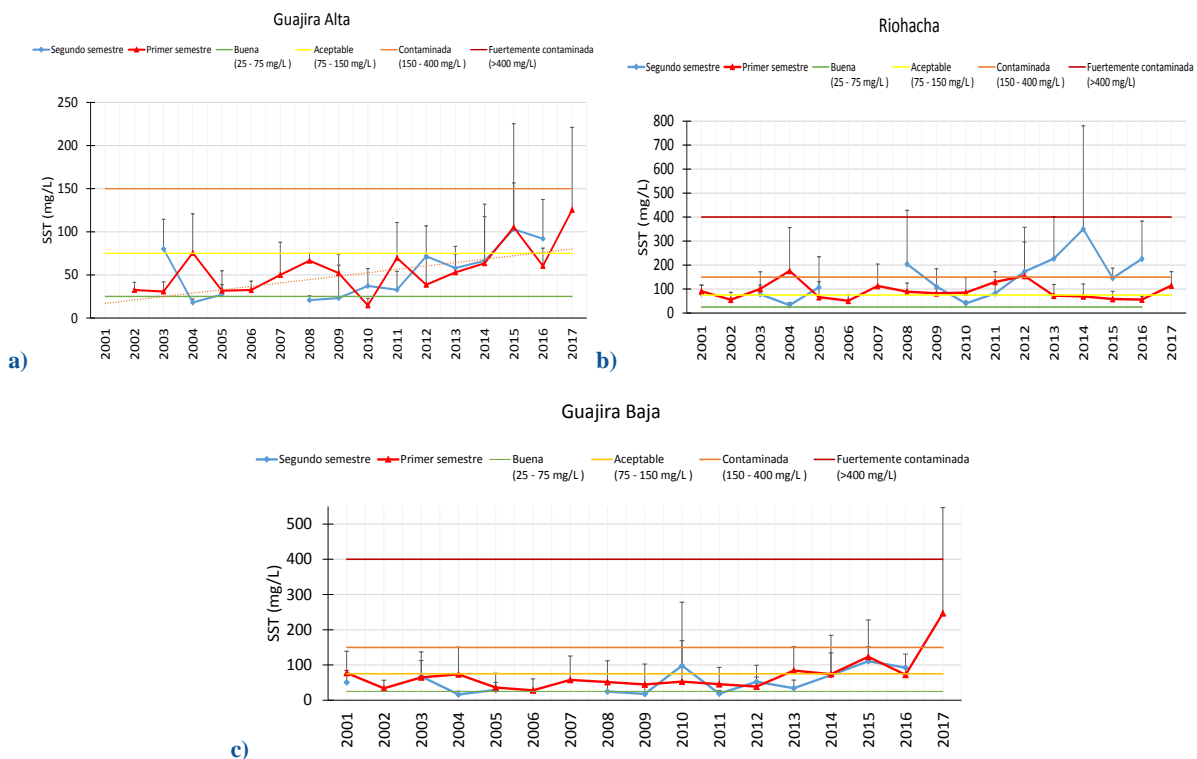 Guajira Alta
Segundo semestre Primer semestre Buena Aceptable Contaminada Fuertemente contaminada
(25 - 75 mg/L ) (75 - 150 mg/L) (150 - 400 mg/L) (>400 mg/L)
250
200
150
100
50
0
SST (mg/L)
2001 2002 2003 2004 2005 2006 2007 2008 2009 2010 2011 2012 2013 2014 2015 2016 2017
a)
Riohacha
Segundo semestre Primer semestre Buena Aceptable Contaminada Fuertemente contaminada
(25 - 75 mg/L ) (75 - 150 mg/L) (150 - 400 mg/L) (>400 mg/L)
800
700
600
500
400
300
200
100
0
SST (mg/L)
2001 2002 2003 2004 2005 2006 2007 2008 2009 2010 2011 2012 2013 2014 2015 2016 2017
b)
Guajira Baja
Segundo semestre Primer semestre Buena Aceptable Contaminada Fuertemente contaminada
(25 - 75 mg/L ) (75 - 150 mg/L) (150 - 400 mg/L) (>400 mg/L)
500
400
300
200
100
0
SST (mg/L)
2001 2002 2003 2004 2005 2006 2007 2008 2009 2010 2011 2012 2013 2014 2015 2016 2017
c)